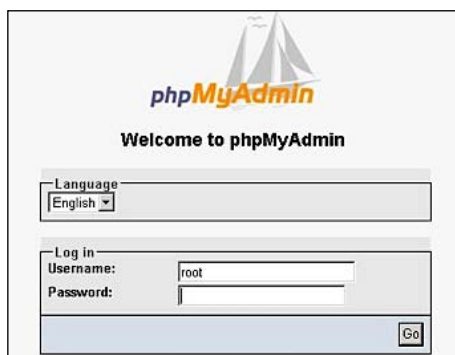 phpMyAdmin
Welcome to phpMyAdmin
Language
English
Log in
Username:
root
Password:
Go